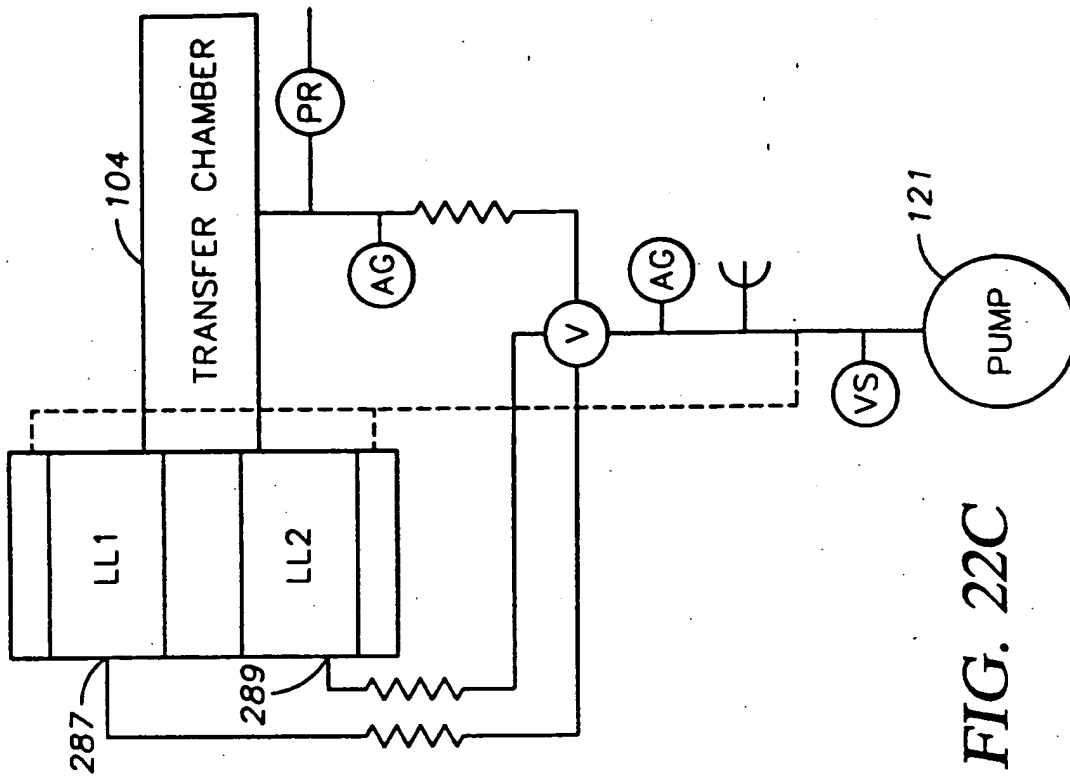 104
TRANSFER CHAMBER
PR
AG
LL1
LL2
287
289
V
AG
VS
121
PUMP
FIG. 22C